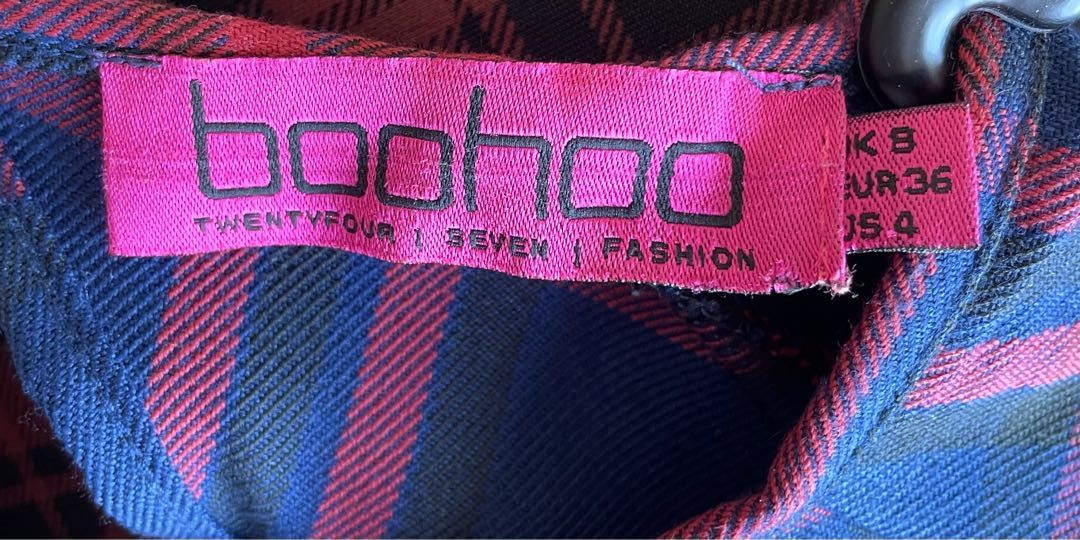 boohoo
TWENTYFOUR | SEVEN | FASHION
UK 8
EUR 36
US 4